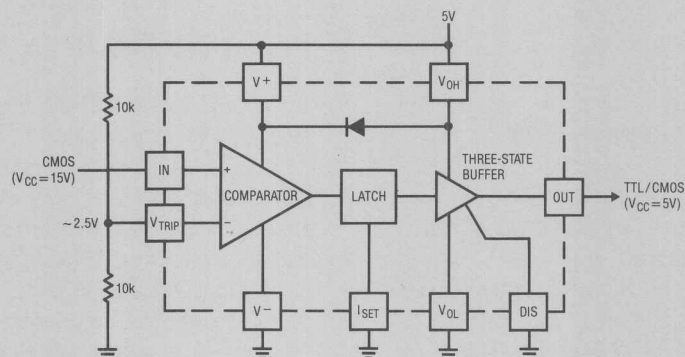 5V
V+
VOH
10k
CMOS
(VCC=15V)
IN
+
COMPARATOR
LATCH
THREE-STATE
BUFFER
OUT
TTL/CMOS
(VCC=5V)
~2.5V
VTRIP
−
10k
V−
ISET
VOL
DIS